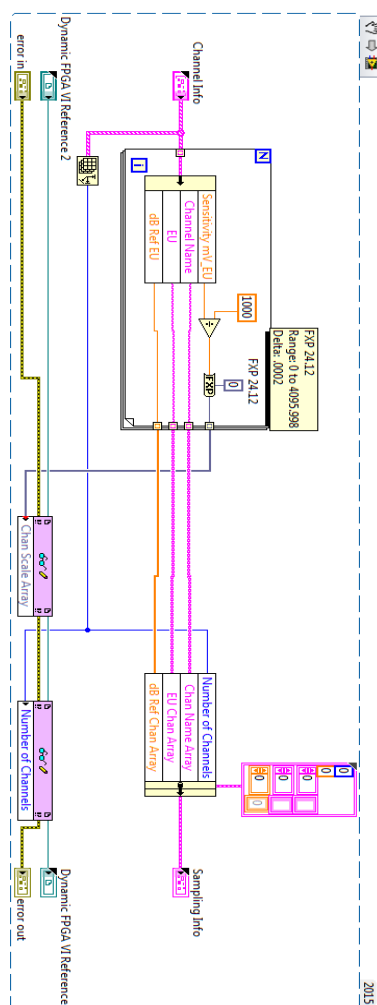 2015
FXP 24.12
Range: 0 to 4095.998
Delta: .0002
Channel Info
N
i
Sensitivity mV_EU
Channel Name
EU
dB Ref EU
1000
FXP 24.12
FXP
0
Number of Channels
Chan Name Array
EU Chan Array
dB Ref Chan Array
0
0
0
0
0
0
Sampling Info
Dynamic FPGA VI Reference 2
Dynamic FPGA VI Reference
error in
Chan Scale Array
Number of Channels
error out